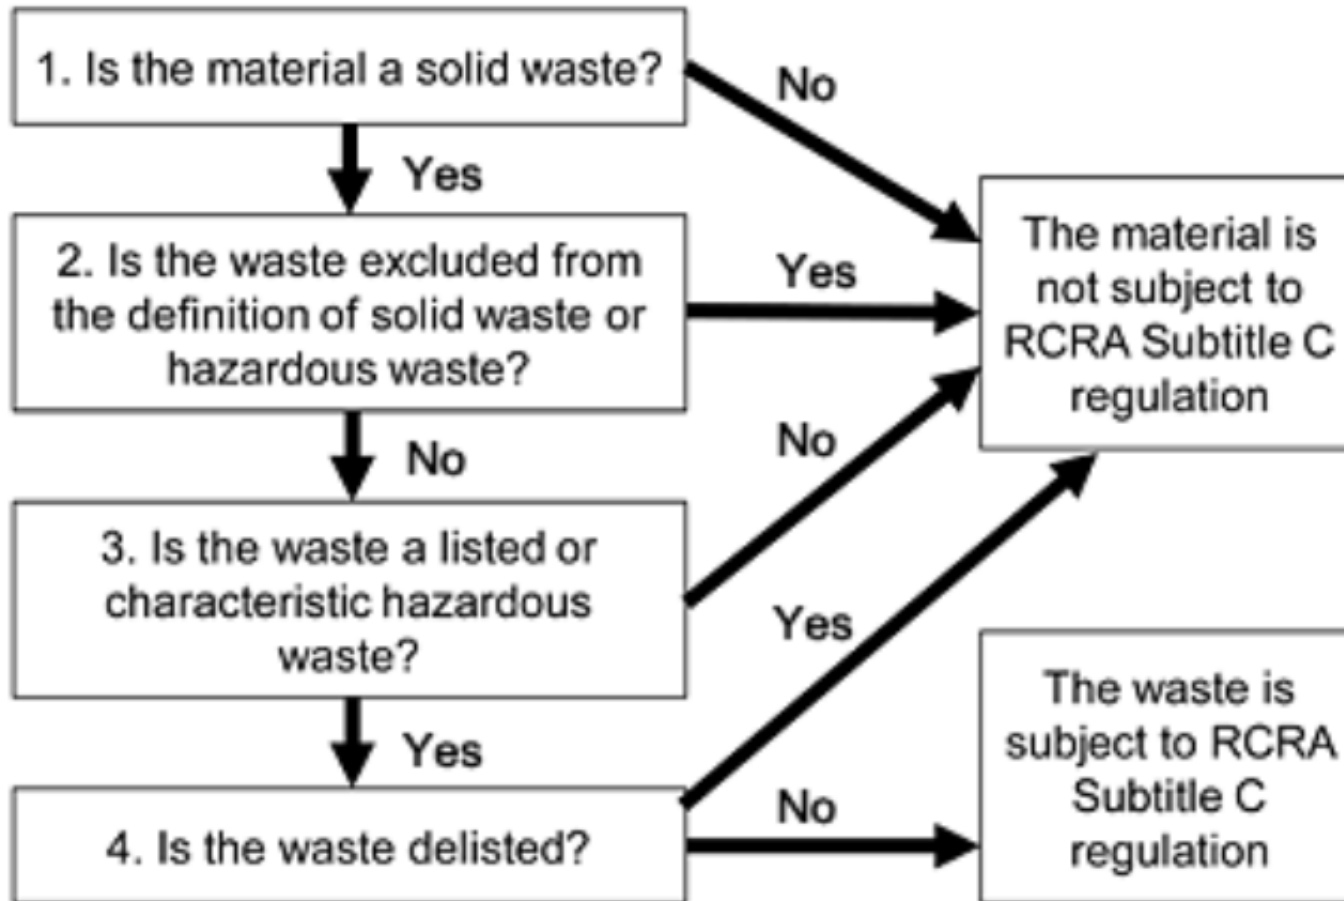 1. Is the material a solid waste?
No
Yes
2. Is the waste excluded from
the definition of solid waste or
hazardous waste?
Yes
The material is
not subject to
RCRA Subtitle C
regulation
No
No
3. Is the waste a listed or
characteristic hazardous
waste?
Yes
Yes
4. Is the waste delisted?
No
The waste is
subject to RCRA
Subtitle C
regulation